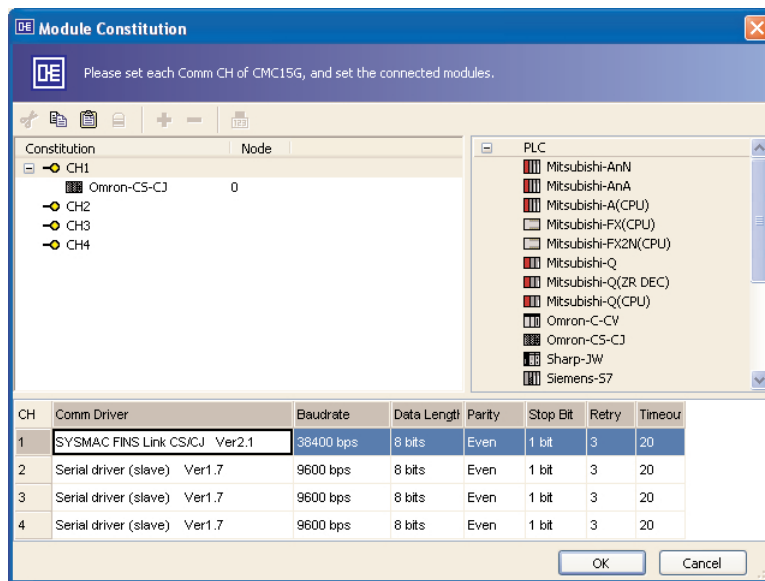 Module Constitution
Please set each Comm CH of CMC15G, and set the connected modules.
Constitution Node
CH1
Omron-CS-CJ 0
CH2
CH3
CH4
PLC
Mitsubishi-AnN
Mitsubishi-AnA
Mitsubishi-A(CPU)
Mitsubishi-FX(CPU)
Mitsubishi-FX2N(CPU)
Mitsubishi-Q
Mitsubishi-Q(ZR DEC)
Mitsubishi-Q(CPU)
Omron-C-CV
Omron-CS-CJ
Sharp-JW
Siemens-S7
CH Comm Driver Baudrate Data Length Parity Stop Bit Retry Timeour
1 SYSMAC FINS Link CS/CJ Ver2.1 38400 bps 8 bits Even 1 bit 3 20
2 Serial driver (slave) Ver1.7 9600 bps 8 bits Even 1 bit 3 20
3 Serial driver (slave) Ver1.7 9600 bps 8 bits Even 1 bit 3 20
4 Serial driver (slave) Ver1.7 9600 bps 8 bits Even 1 bit 3 20
OK Cancel